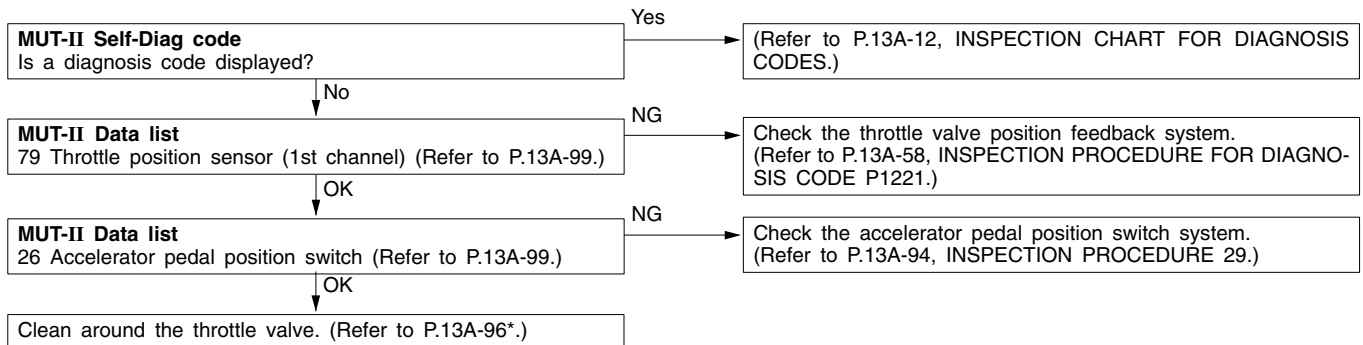 MUT-II Self-Diag code
Is a diagnosis code displayed?
Yes
(Refer to P.13A-12, INSPECTION CHART FOR DIAGNOSIS
CODES.)
No
MUT-II Data list
79 Throttle position sensor (1st channel) (Refer to P.13A-99.)
NG
Check the throttle valve position feedback system.
(Refer to P.13A-58, INSPECTION PROCEDURE FOR DIAGNO-
SIS CODE P1221.)
OK
MUT-II Data list
26 Accelerator pedal position switch (Refer to P.13A-99.)
NG
Check the accelerator pedal position switch system.
(Refer to P.13A-94, INSPECTION PROCEDURE 29.)
OK
Clean around the throttle valve. (Refer to P.13A-96*.)